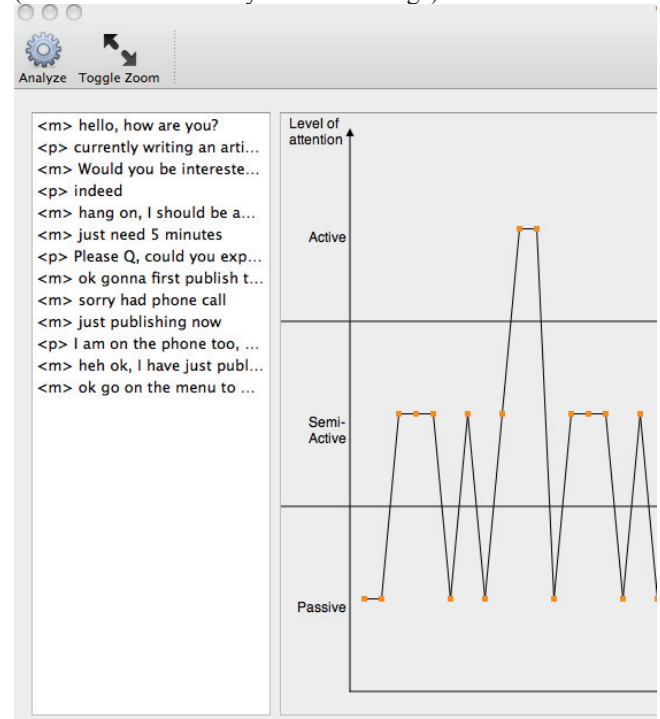 Analyze Toggle Zoom
<m> hello, how are you?
<p> currently writing an arti...
<m> Would you be intereste...
<p> indeed
<m> hang on, I should be a...
<m> just need 5 minutes
<p> Please Q, could you exp...
<m> ok gonna first publish t...
<m> sorry had phone call
<m> just publishing now
<p> I am on the phone too, ...
<m> heh ok, I have just publ...
<m> ok go on the menu to ...
Level of
attention
Active
Semi-
Active
Passive